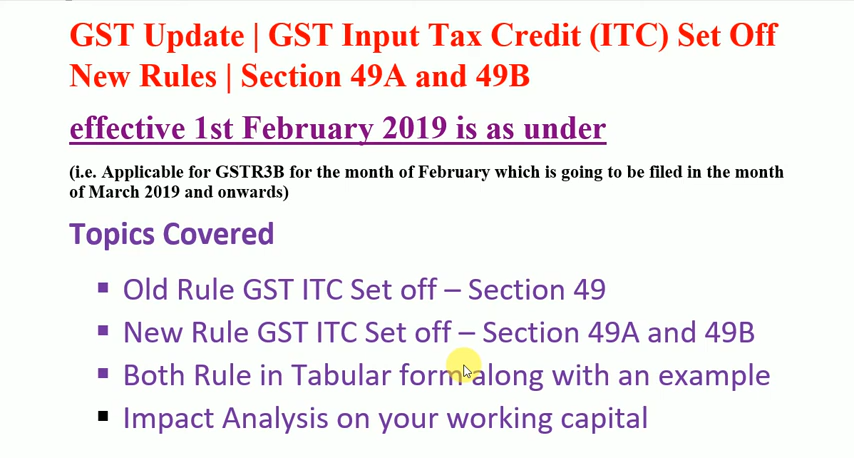 GST Update | GST Input Tax Credit (ITC) Set Off
New Rules | Section 49A and 49B
effective 1st February 2019 is as under
(i.e. Applicable for GSTR3B for the month of February which is going to be filed in the month
of March 2019 and onwards)
Topics Covered
▪ Old Rule GST ITC Set off – Section 49
▪ New Rule GST ITC Set off – Section 49A and 49B
▪ Both Rule in Tabular form along with an example
▪ Impact Analysis on your working capital